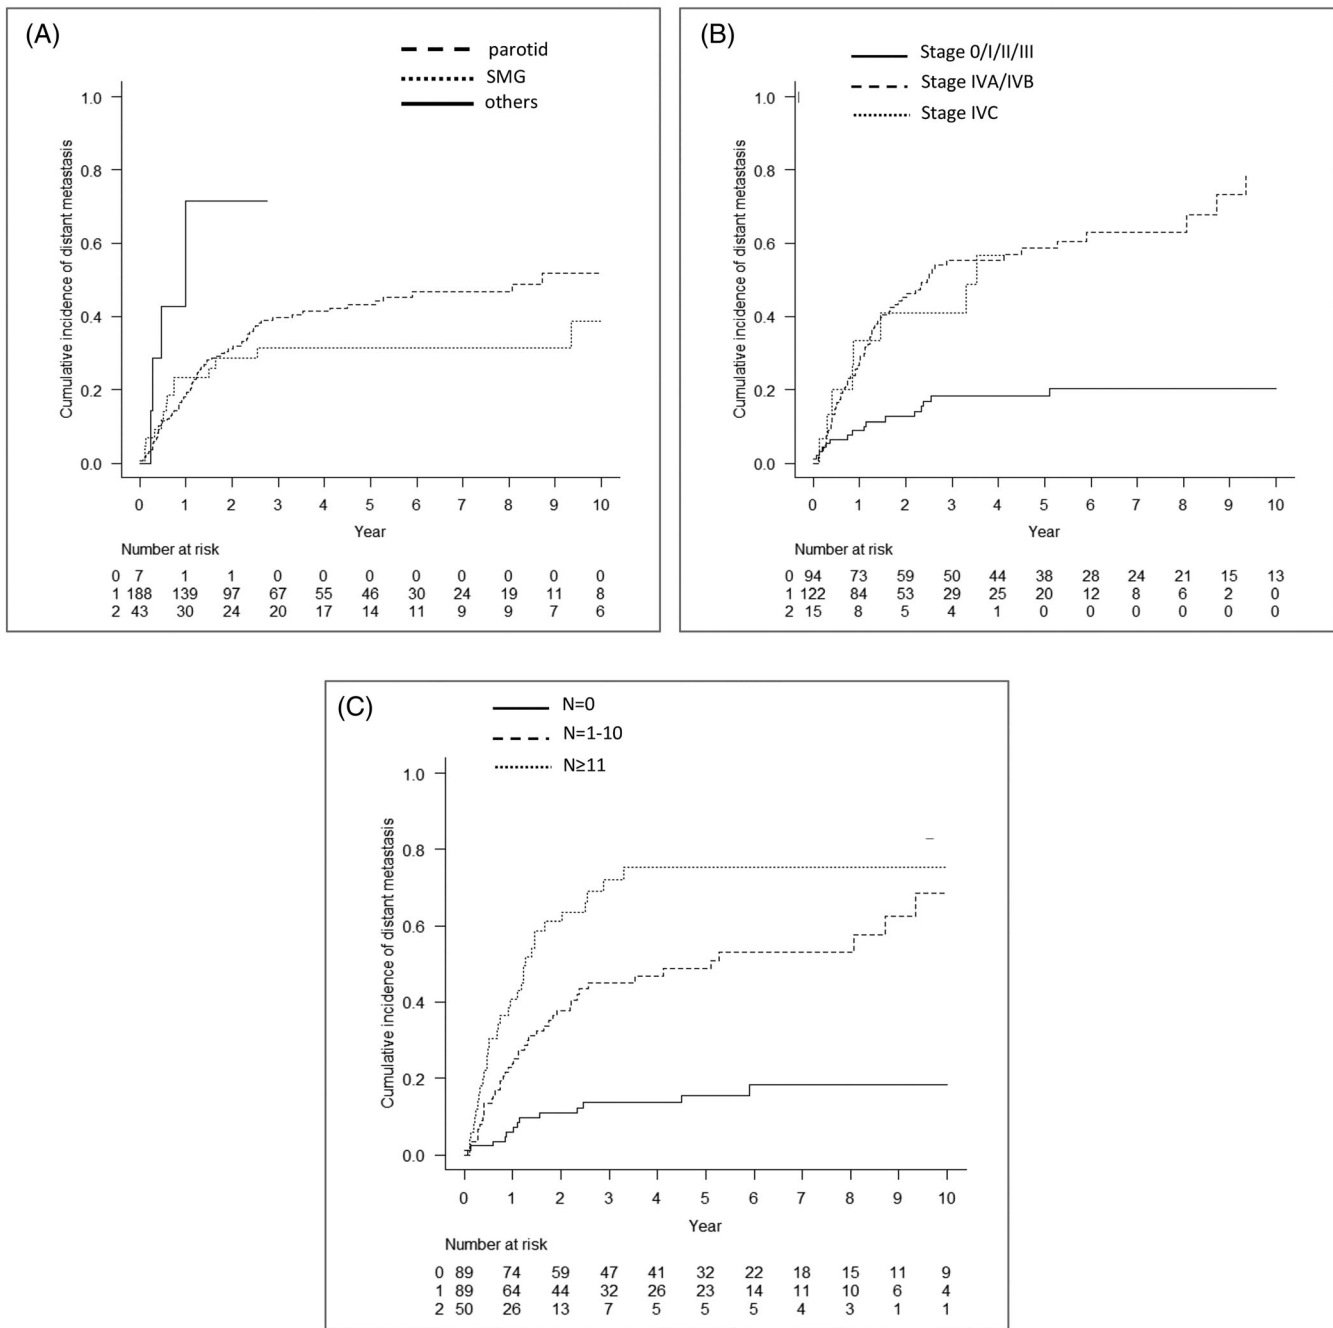 (A)
parotid
SMG
others
1.0
0.8
0.6
0.4
0.2
0.0
Cumulative incidence of distant metastasis
0 1 2 3 4 5 6 7 8 9 10
Year
Number at risk
0 7 1 1 0 0 0 0 0 0 0 0
1 188 139 97 67 55 46 30 24 19 11 8
2 43 30 24 20 17 14 11 9 9 7 6
(B)
Stage 0/I/II/III
Stage IVA/IVB
Stage IVC
1.0
0.8
0.6
0.4
0.2
0.0
Cumulative incidence of distant metastasis
0 1 2 3 4 5 6 7 8 9 10
Year
Number at risk
0 94 73 59 50 44 38 28 24 21 15 13
1 122 84 53 29 25 20 12 8 6 2 0
2 15 8 5 4 1 0 0 0 0 0 0
(C)
N=0
N=1-10
N≥11
1.0
0.8
0.6
0.4
0.2
0.0
Cumulative incidence of distant metastasis
0 1 2 3 4 5 6 7 8 9 10
Year
Number at risk
0 89 74 59 47 41 32 22 18 15 11 9
1 89 64 44 32 26 23 14 11 10 6 4
2 50 26 13 7 5 5 5 4 3 1 1